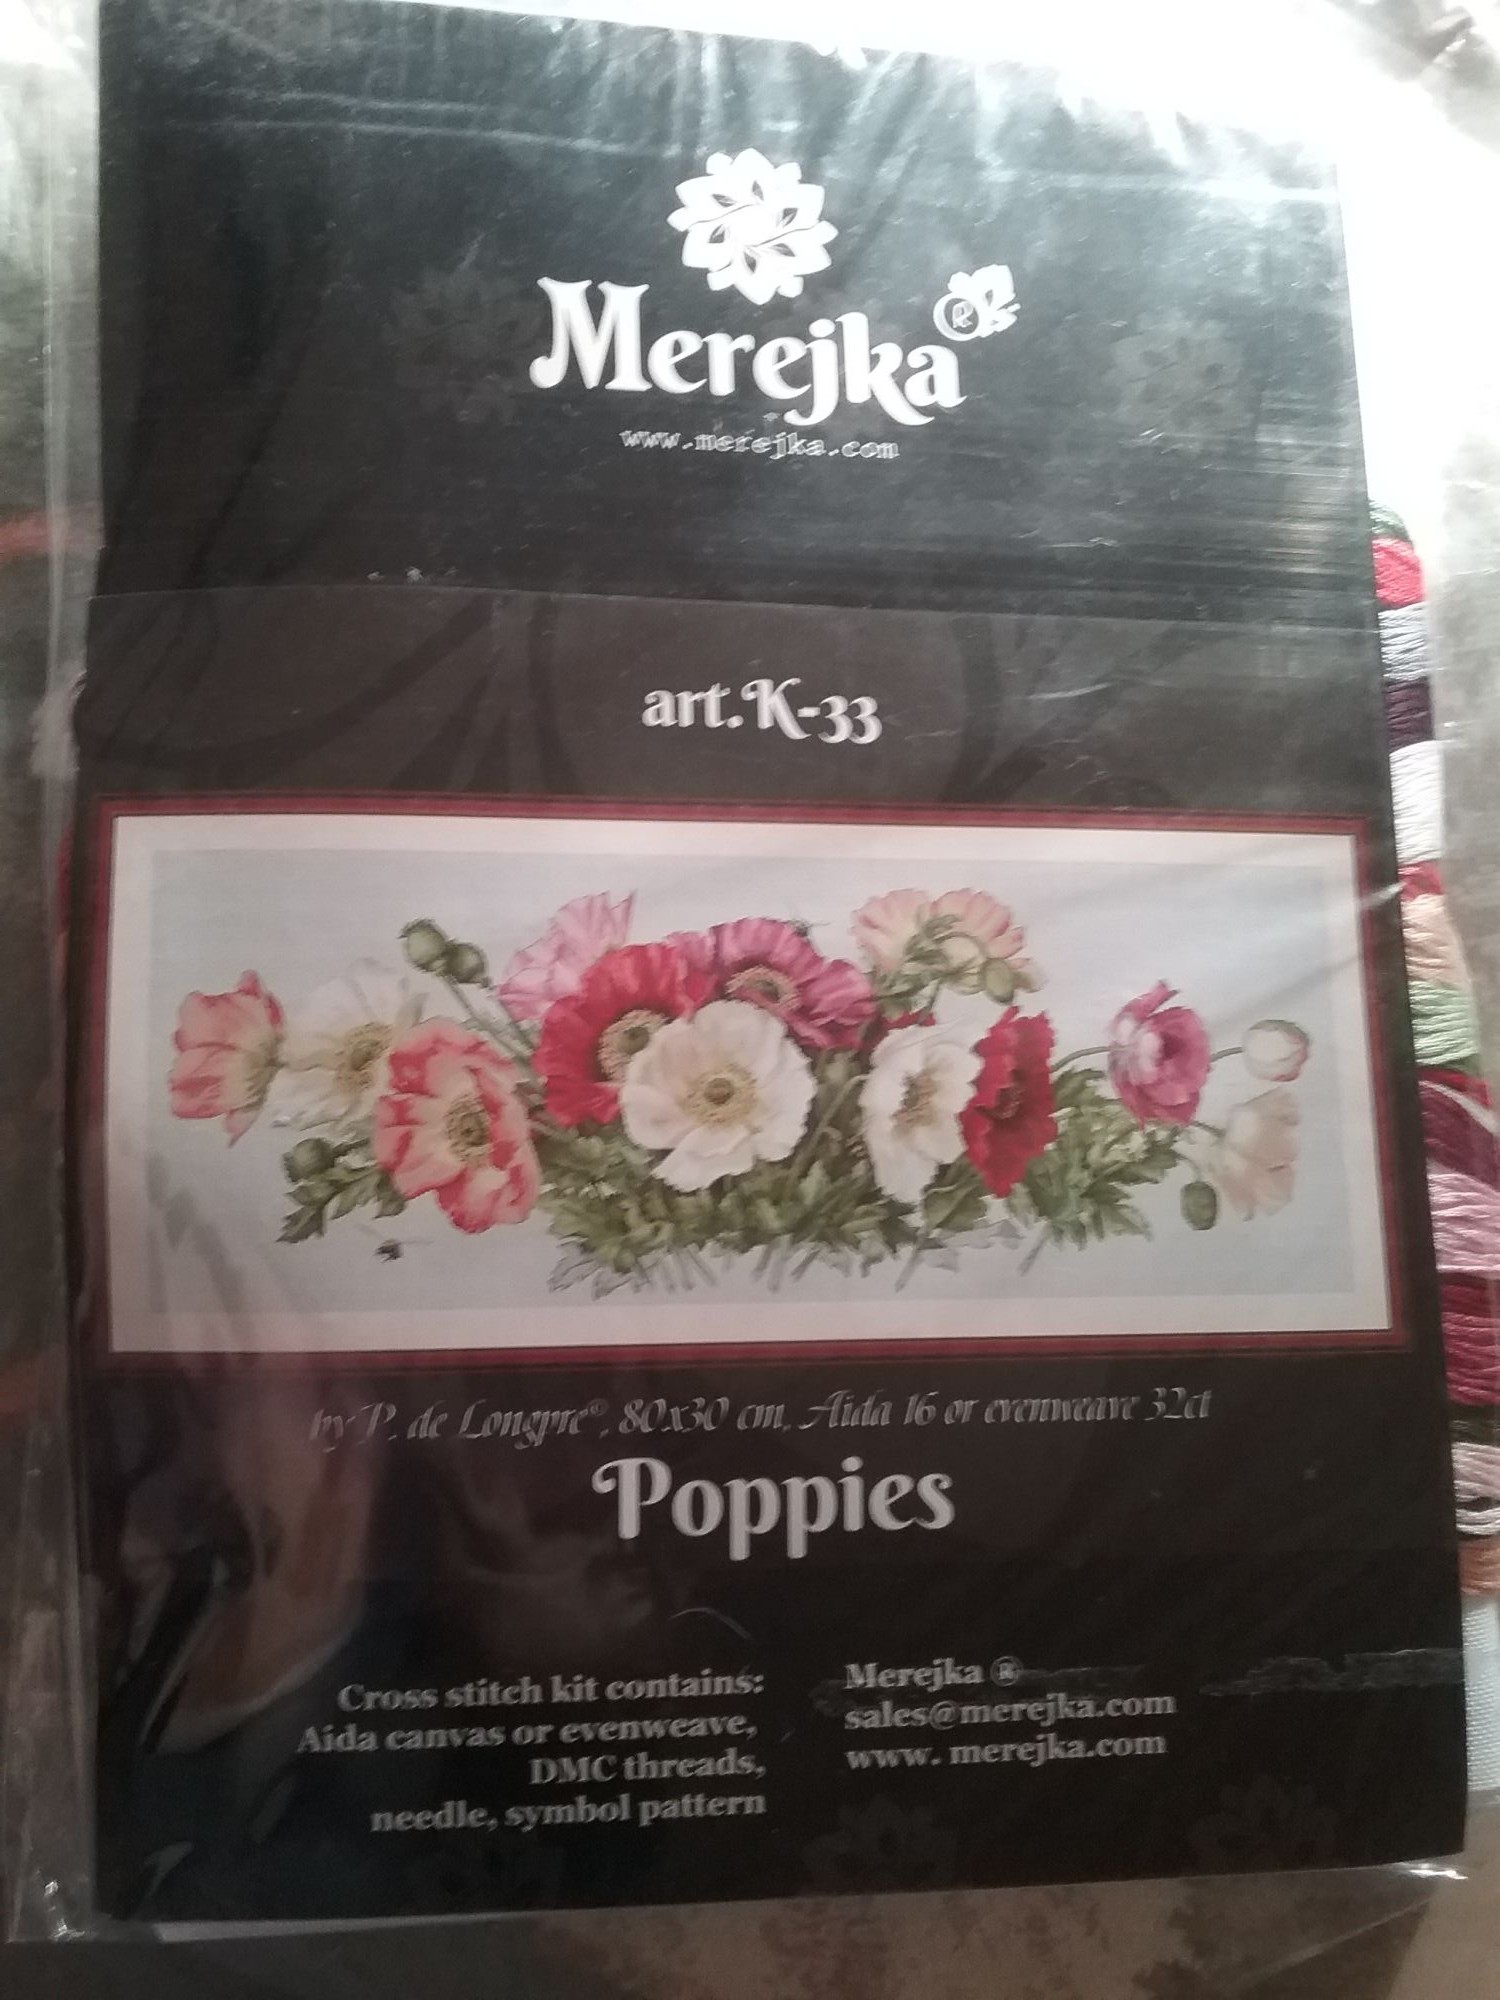 Merejka®
www.merejka.com
art.K-33
by P. de Longpre©, 80x30 cm, Aida 16 or evenweave 32ct
Poppies
Cross stitch kit contains:
Aida canvas or evenweave,
DMC threads,
needle, symbol pattern
Merejka ®
sales@merejka.com
www. merejka.com